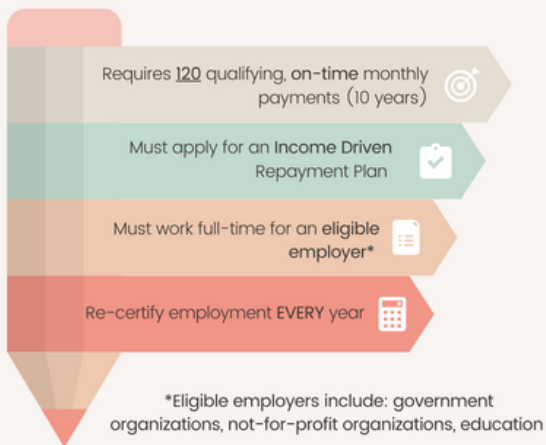 Requires 120 qualifying, on-time monthly
payments (10 years)
Must apply for an Income Driven
Repayment Plan
Must work full-time for an eligible
employer*
Re-certify employment EVERY year
*Eligible employers include: government
organizations, not-for-profit organizations, education